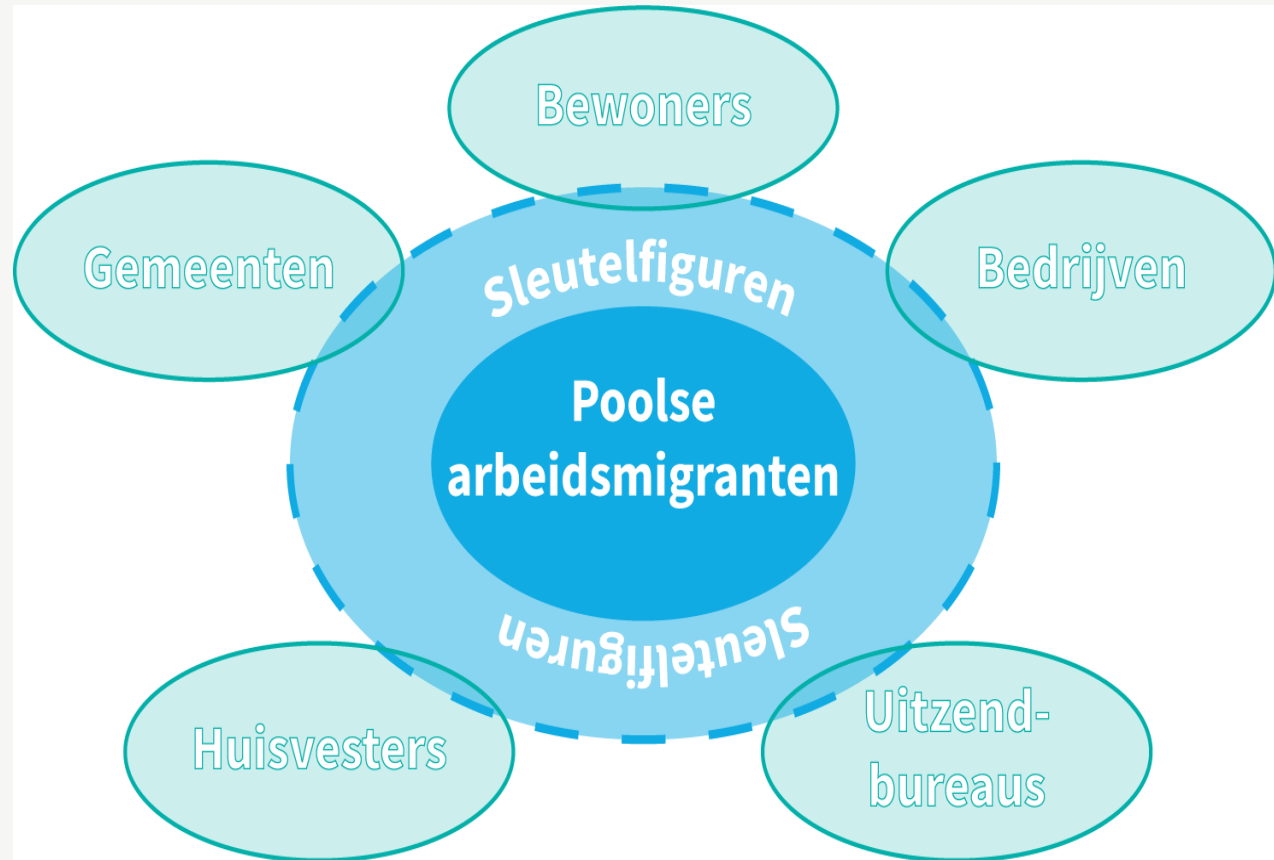 Bewoners
Gemeenten
Bedrijven
Sleutelfiguren
Poolse
arbeidsmigranten
Sleutelfiguren
Huisvesters
Uitzend-
bureaus